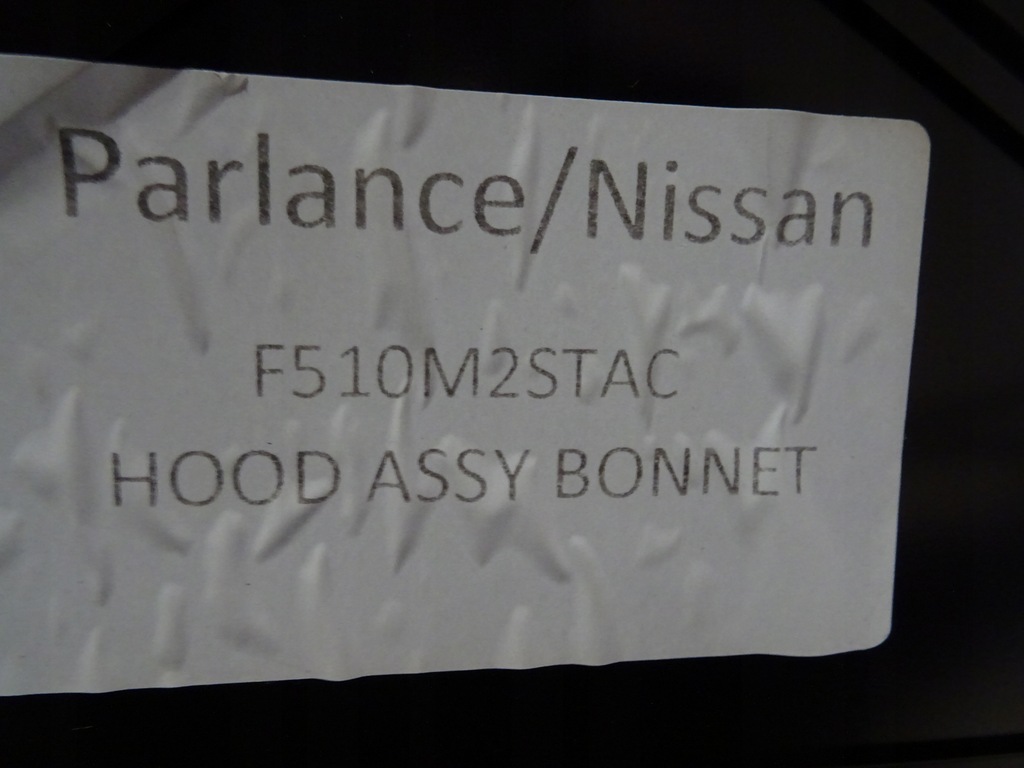 Parlance/Nissan
F510M2STAC
HOOD ASSY BONNET